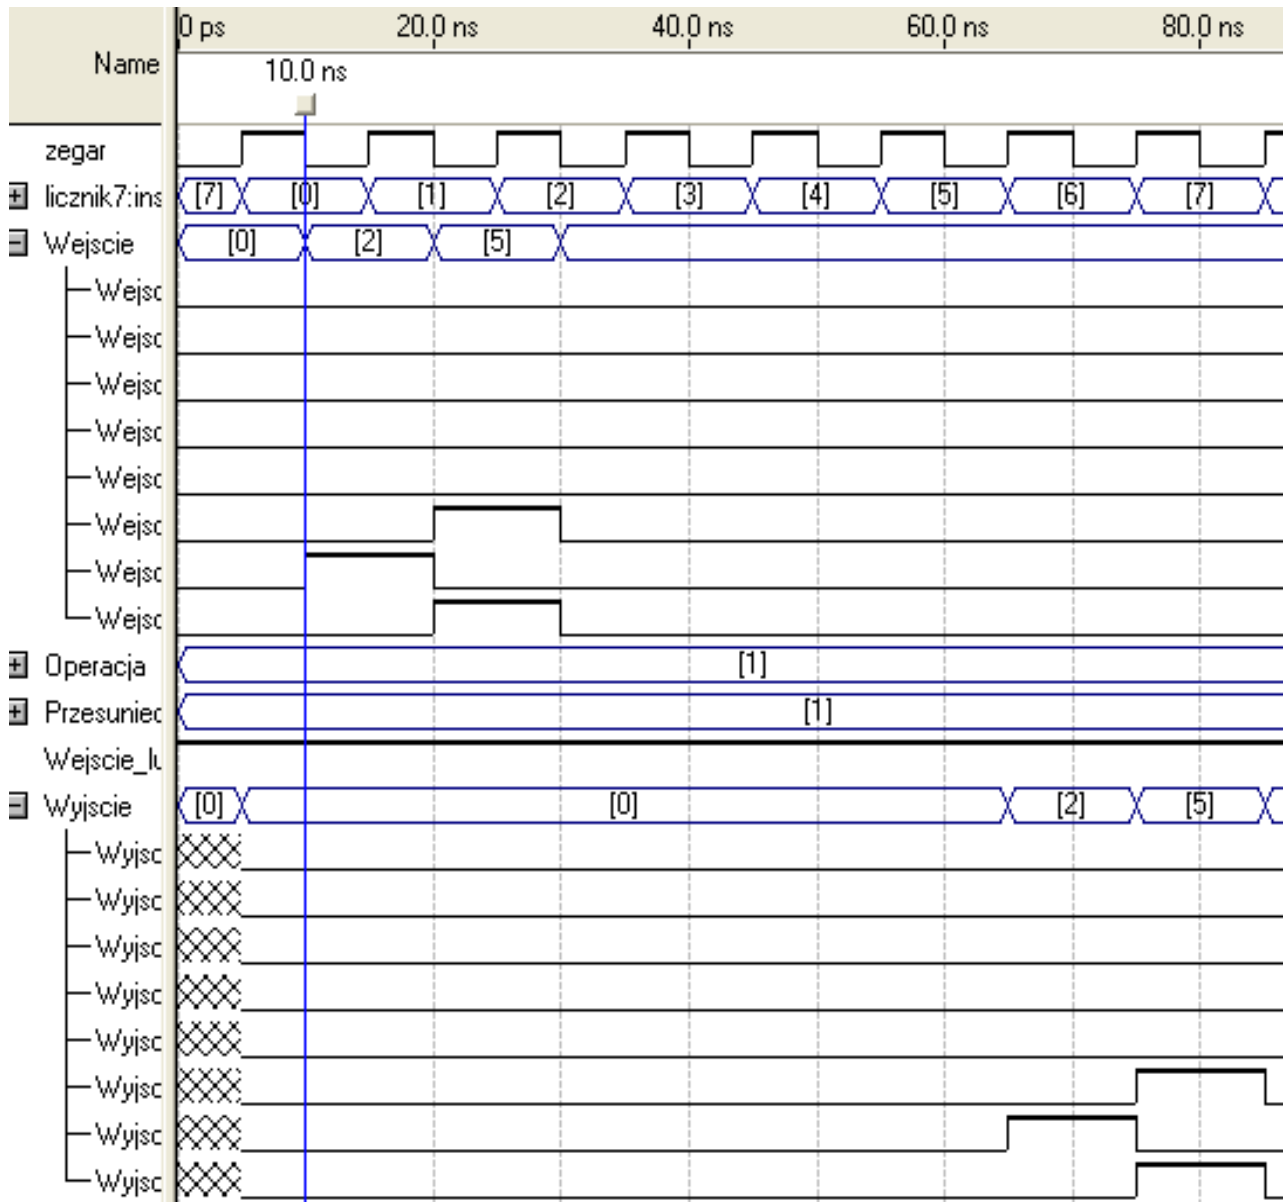 0 ps 20.0 ns 40.0 ns 60.0 ns 80.0 ns
Name
10.0 ns
zegar
licznik7:ins [7] [0] [1] [2] [3] [4] [5] [6] [7]
Wejscie [0] [2] [5]
Wejsc
Wejsc
Wejsc
Wejsc
Wejsc
Wejsc
Wejsc
Wejsc
Operacja [1]
Przesuniec [1]
Wejscie_lu
Wyjscie [0] [0] [2] [5]
Wyjsc
Wyjsc
Wyjsc
Wyjsc
Wyjsc
Wyjsc
Wyjsc
Wyjsc